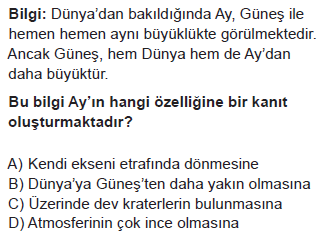 Bilgi: Dünya'dan bakıldığında Ay, Güneş ile
hemen hemen aynı büyüklükte görülmektedir.
Ancak Güneş, hem Dünya hem de Ay'dan
daha büyüktür.
Bu bilgi Ay'ın hangi özelliğine bir kanıt
oluşturmaktadır?
A) Kendi ekseni etrafında dönmesine
B) Dünya'ya Güneş'ten daha yakın olmasına
C) Üzerinde dev kraterlerin bulunmasına
D) Atmosferinin çok ince olmasına